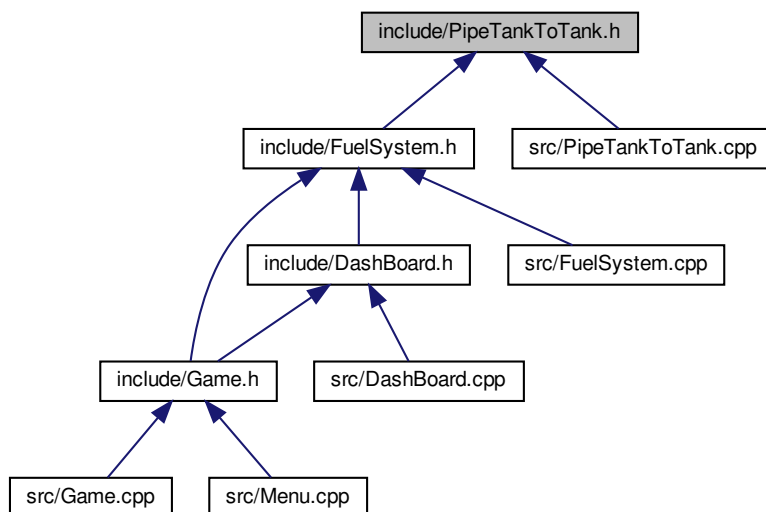 include/PipeTankToTank.h
include/FuelSystem.h
src/PipeTankToTank.cpp
include/DashBoard.h
src/FuelSystem.cpp
include/Game.h
src/DashBoard.cpp
src/Game.cpp
src/Menu.cpp